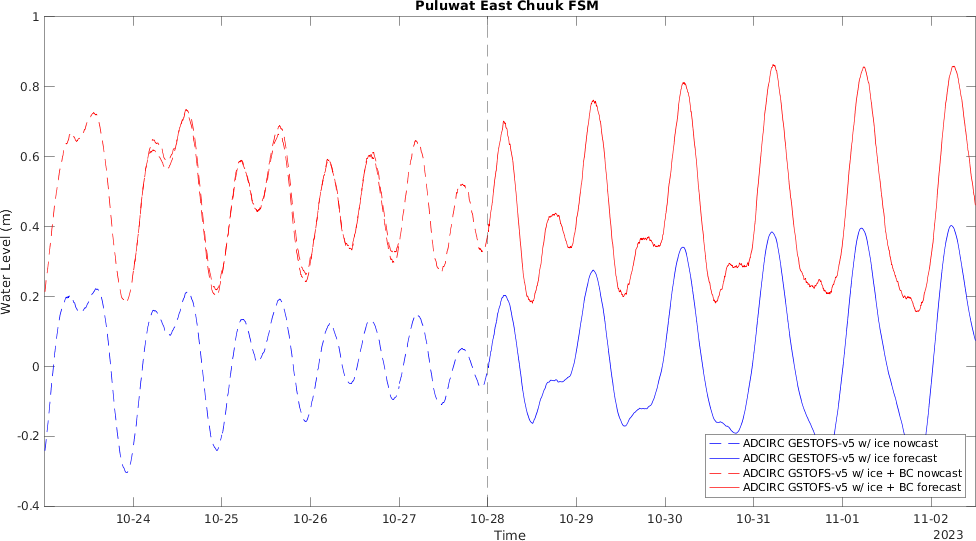 Puluwat East Chuuk FSM
Water Level (m)
1
0.8
0.6
0.4
0.2
0
-0.2
-0.4
ADCIRC GESTOFS-v5 w/ ice nowcast
ADCIRC GESTOFS-v5 w/ ice forecast
ADCIRC GSTOFS-v5 w/ ice + BC nowcast
ADCIRC GSTOFS-v5 w/ ice + BC forecast
10-24 10-25 10-26 10-27 10-28 10-29 10-30 10-31 11-01 11-02
Time
2023